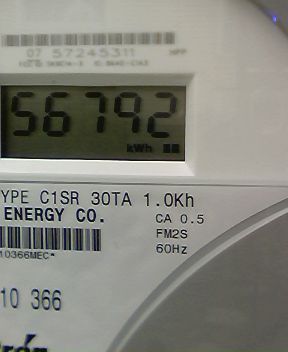 07 57245311
56792
kWh
YPE C1SR 30TA 1.0Kh
ENERGY CO.
CA 0.5
FM2S
60Hz
10366MEC*
10 366